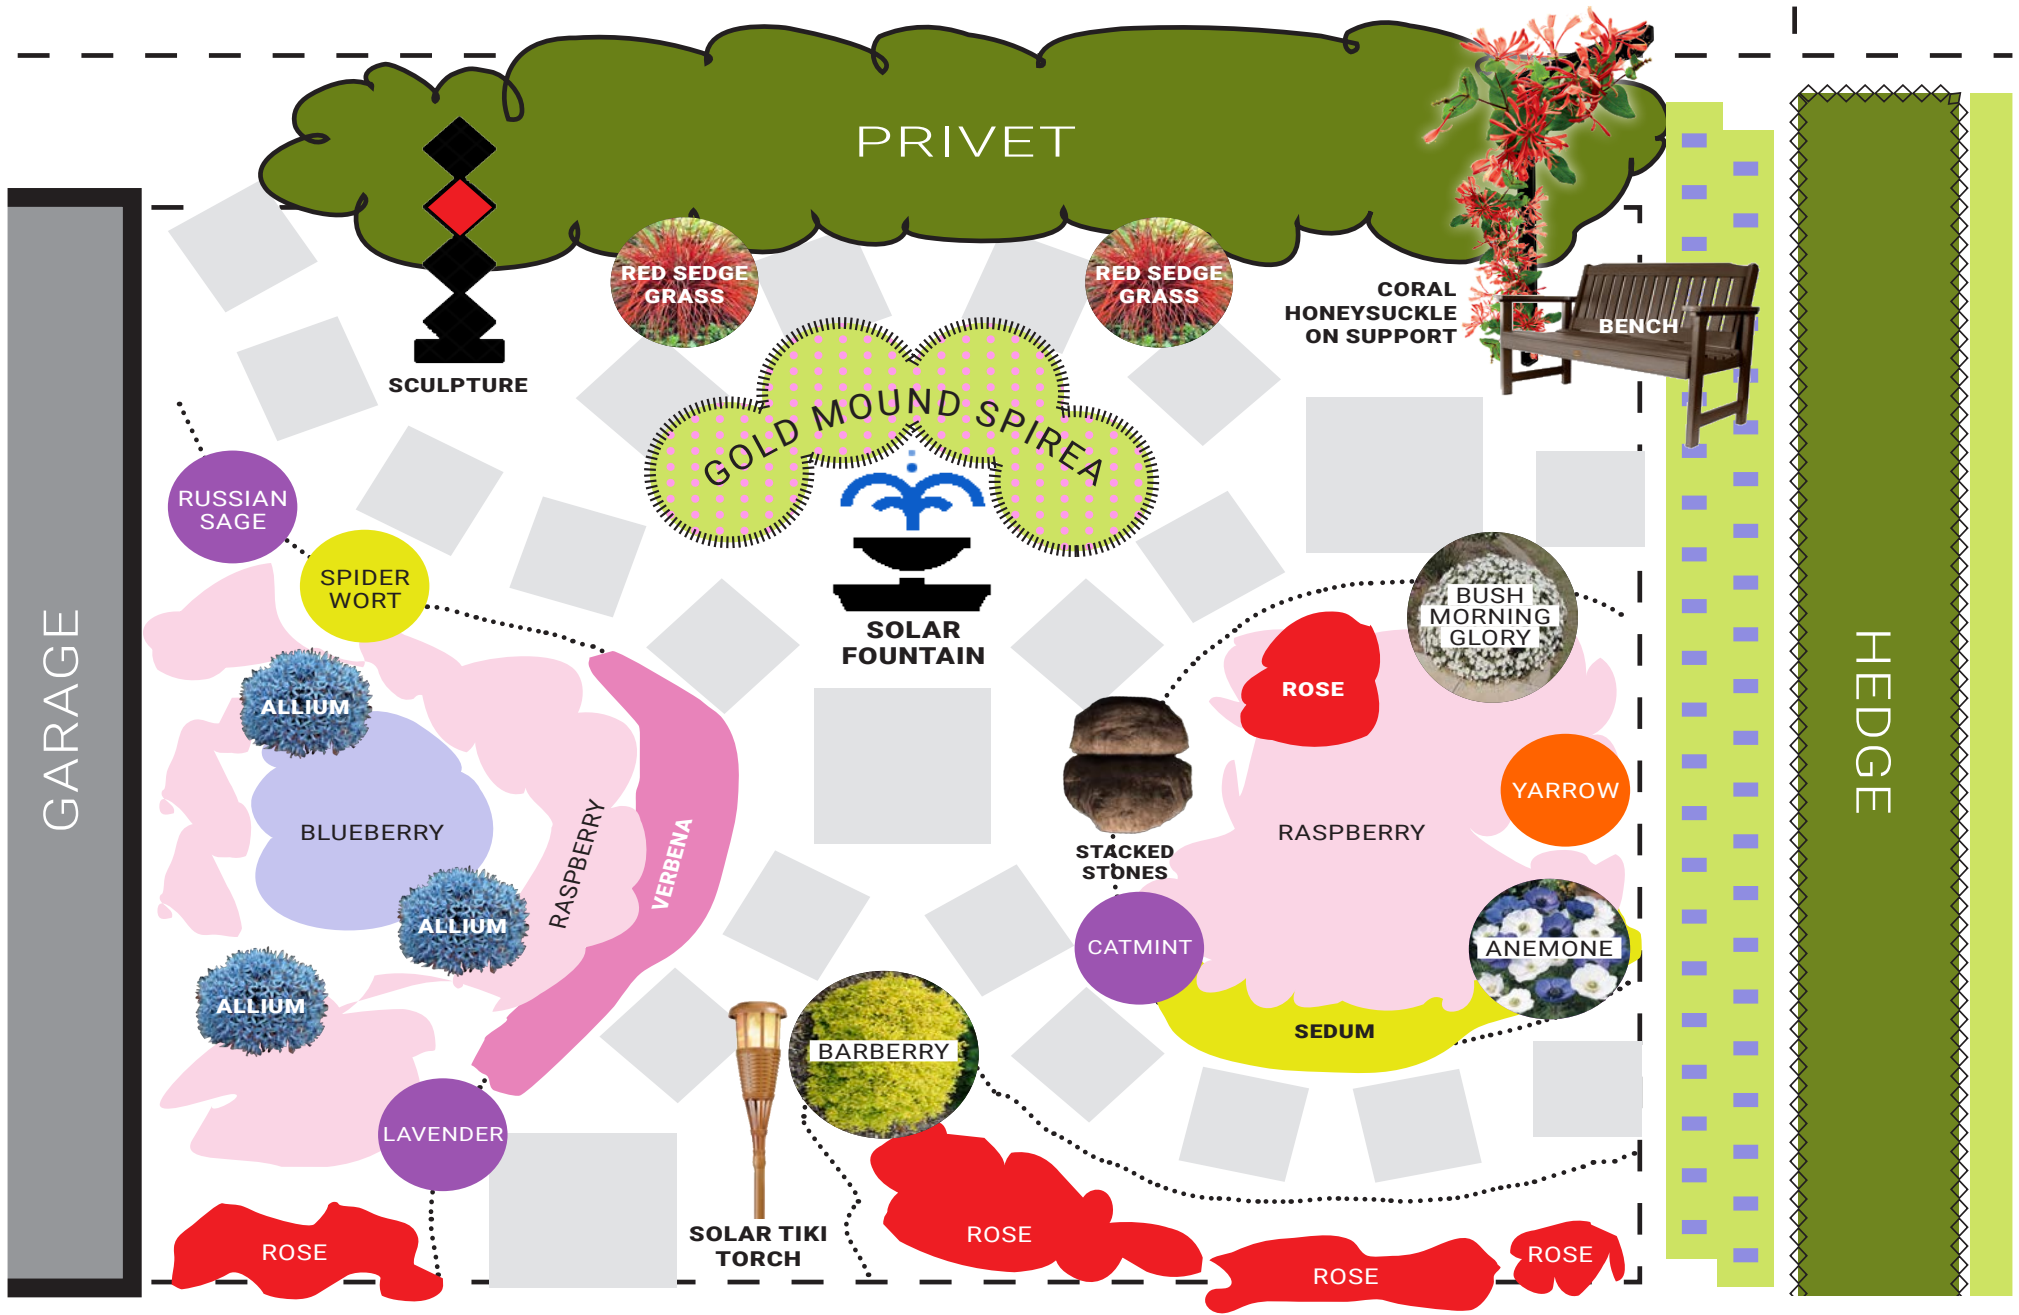 PRIVET
RED SEDGE
GRASS
RED SEDGE
GRASS
CORAL
HONEYSUCKLE
ON SUPPORT
BENCH
SCULPTURE
GOLD MOUND SPIREA
RUSSIAN
SAGE
SPIDER
WORT
SOLAR
FOUNTAIN
BUSH
MORNING
GLORY
GARAGE
HEDGE
ALLIUM
ROSE
YARROW
BLUEBERRY
RASPBERRY
VERBENA
RASPBERRY
STACKED
STONES
ALLIUM
CATMINT
ANEMONE
ALLIUM
SEDUM
BARBERRY
LAVENDER
SOLAR TIKI
TORCH
ROSE
ROSE
ROSE
ROSE